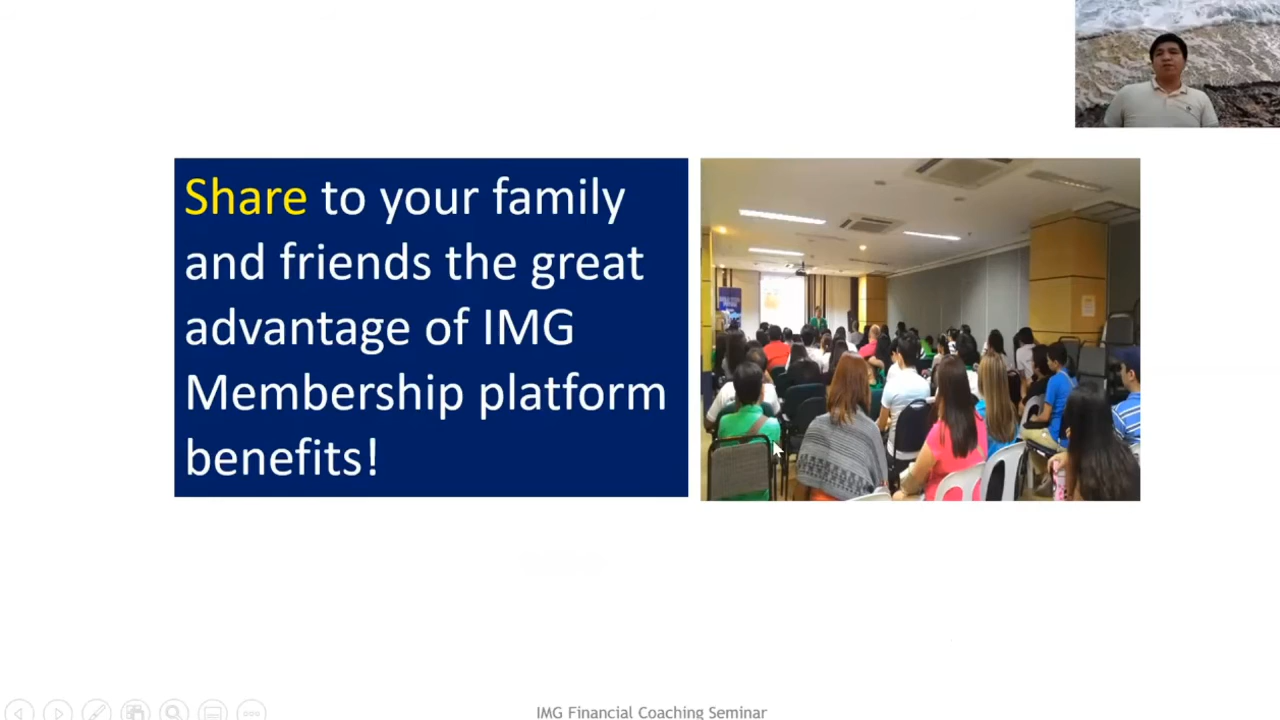 Share to your family
and friends the great
advantage of IMG
Membership platform
benefits!
IMG Financial Coaching Seminar